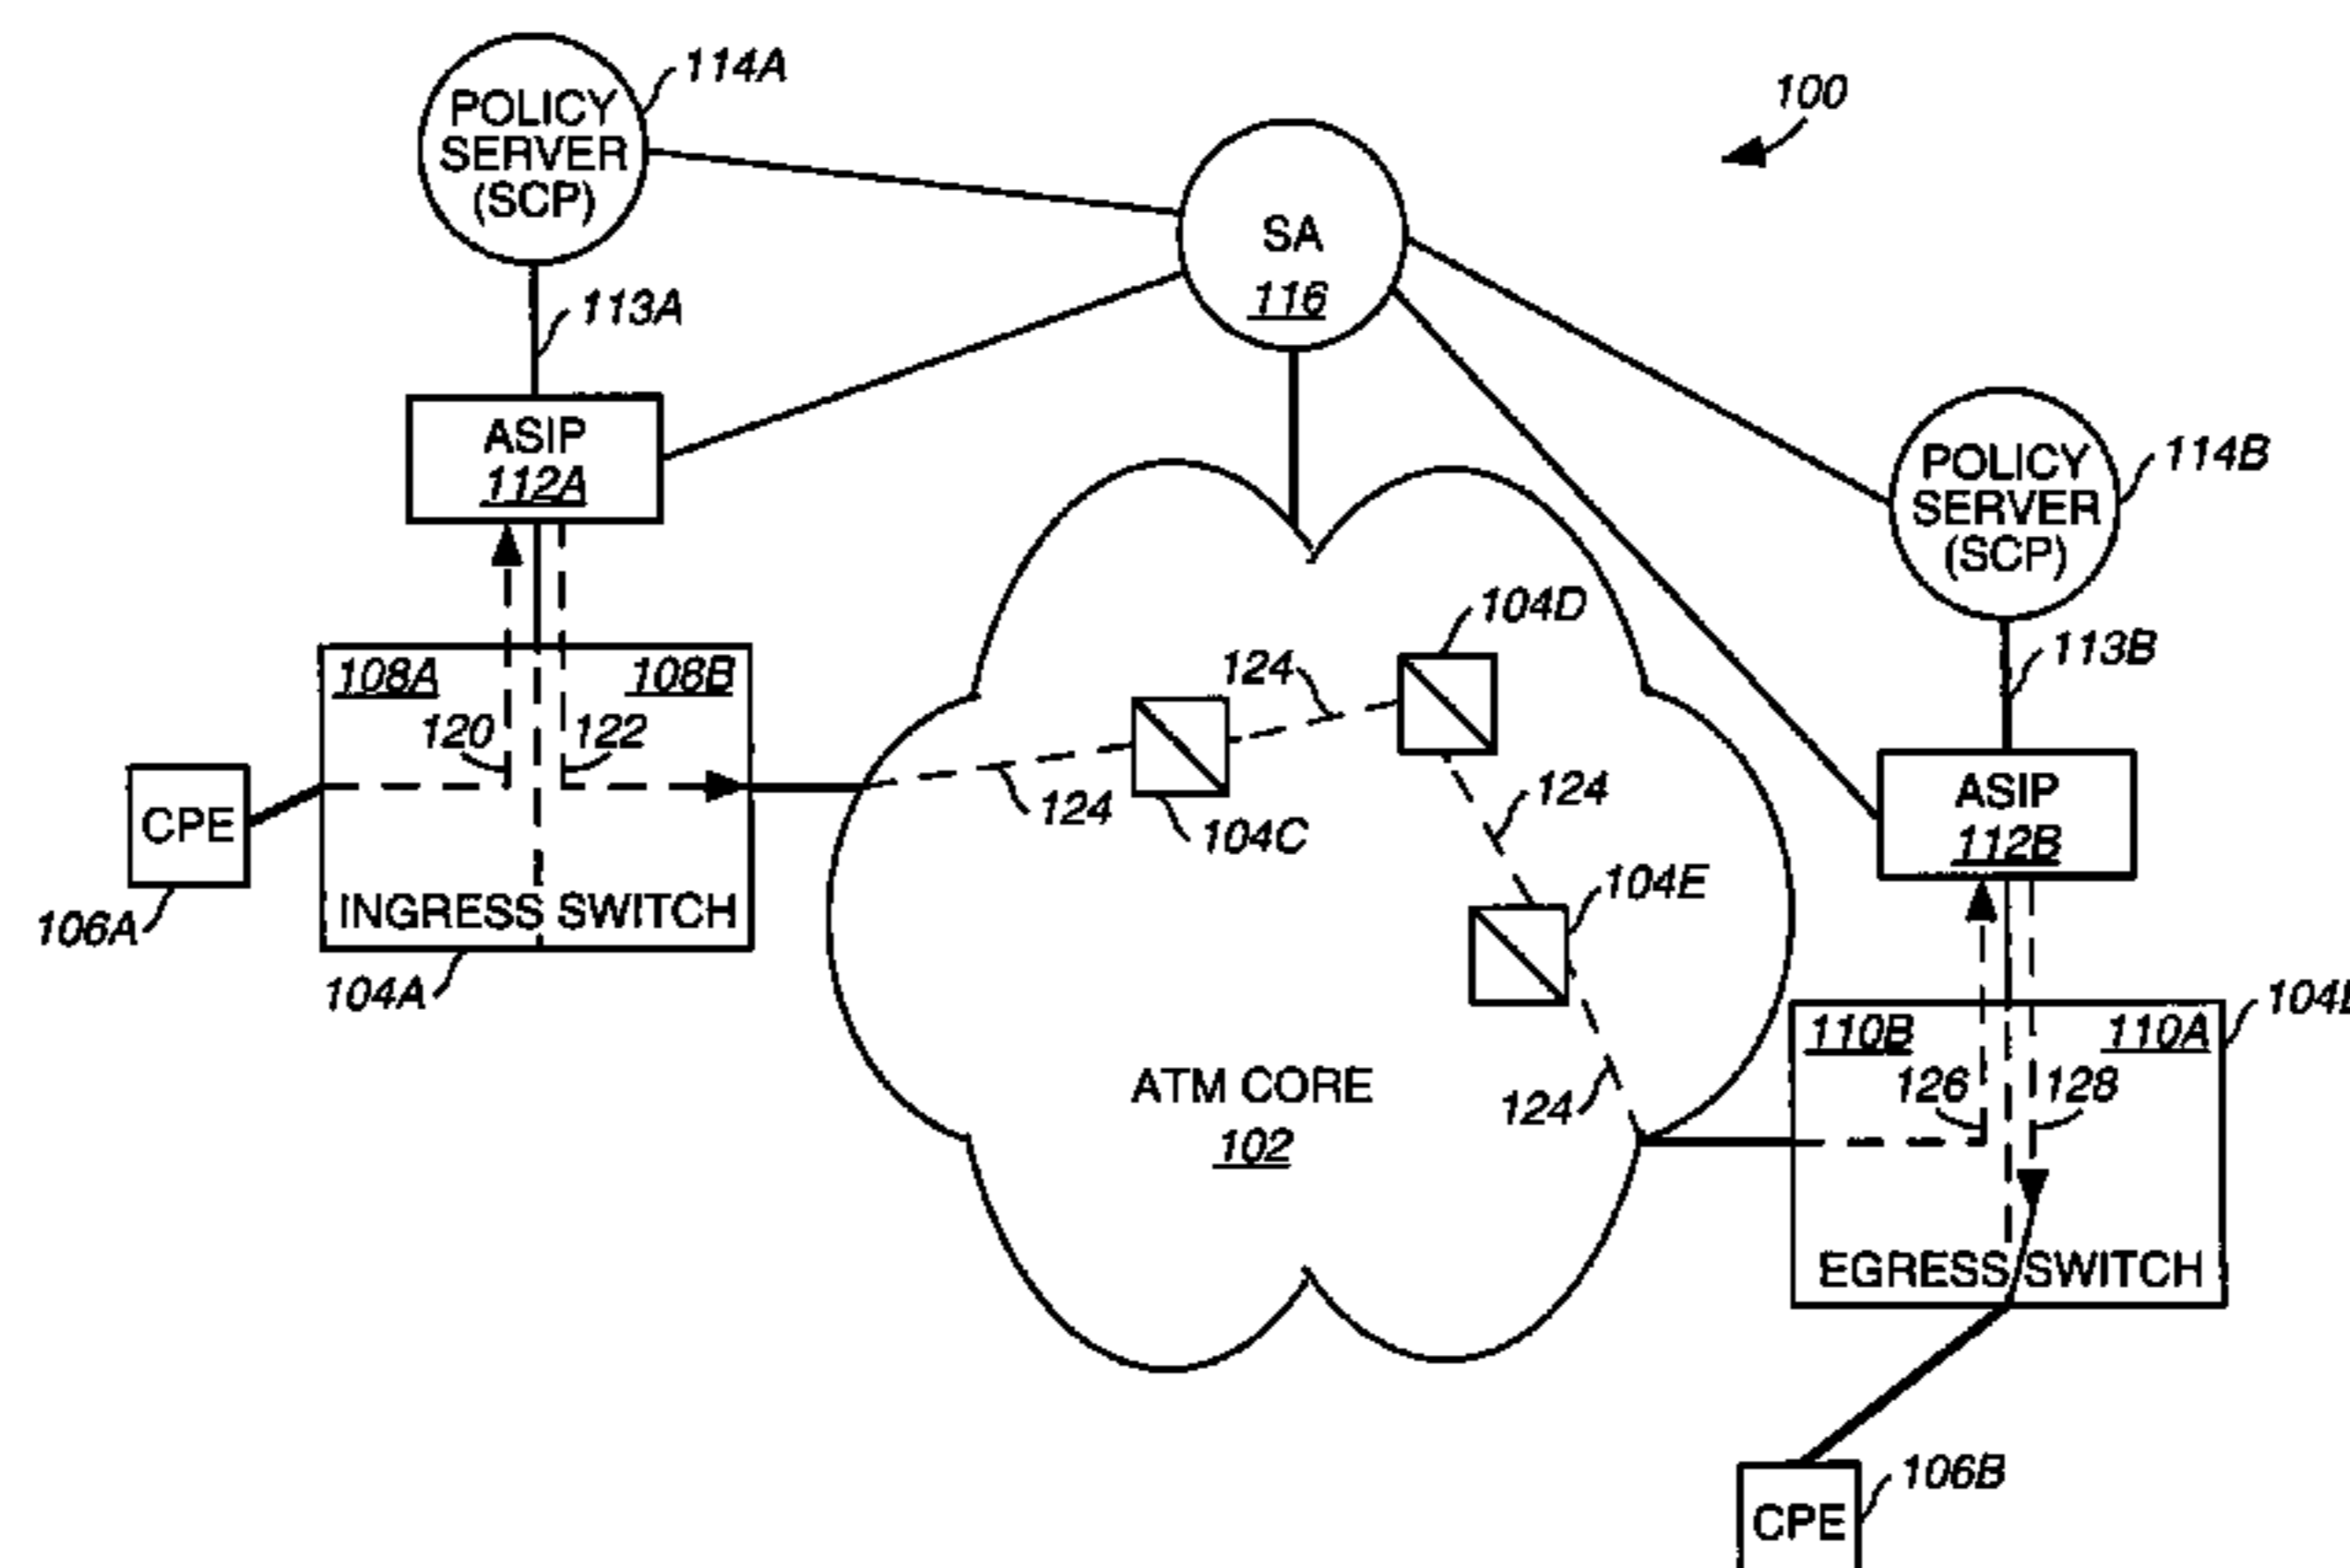 114A
POLICY
SERVER
(SCP)
100
SA
116
113A
ASIP
112A
POLICY
SERVER
(SCP)
114B
104D
113B
108A
108B
124
120
122
CPE
124
104C
124
ASIP
112B
104E
INGRESS SWITCH
106A
104A
110B
110A
ATM CORE
102
124
126
128
EGRESS SWITCH
106B
CPE